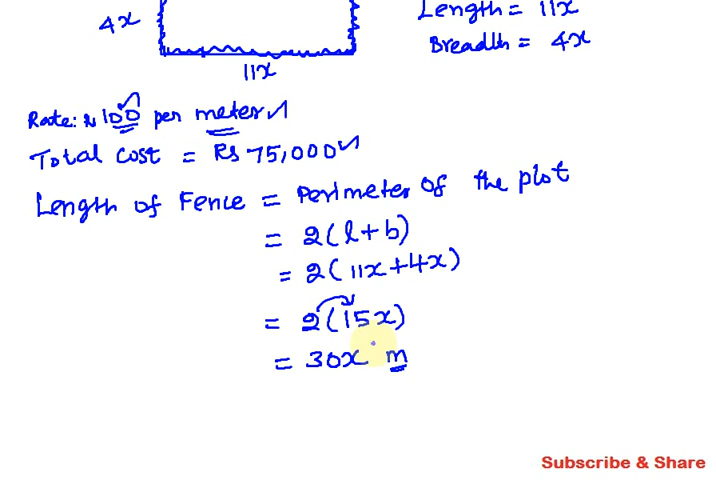 4x
Length = 11x
Breadth = 4x
11x
Rate: ₨ 100 per meter
Total cost = Rs 75,000
Length of Fence = Perimeter of the plot
= 2(l+b)
= 2(11x+4x)
= 2(15x)
= 30x m
Subscribe & Share